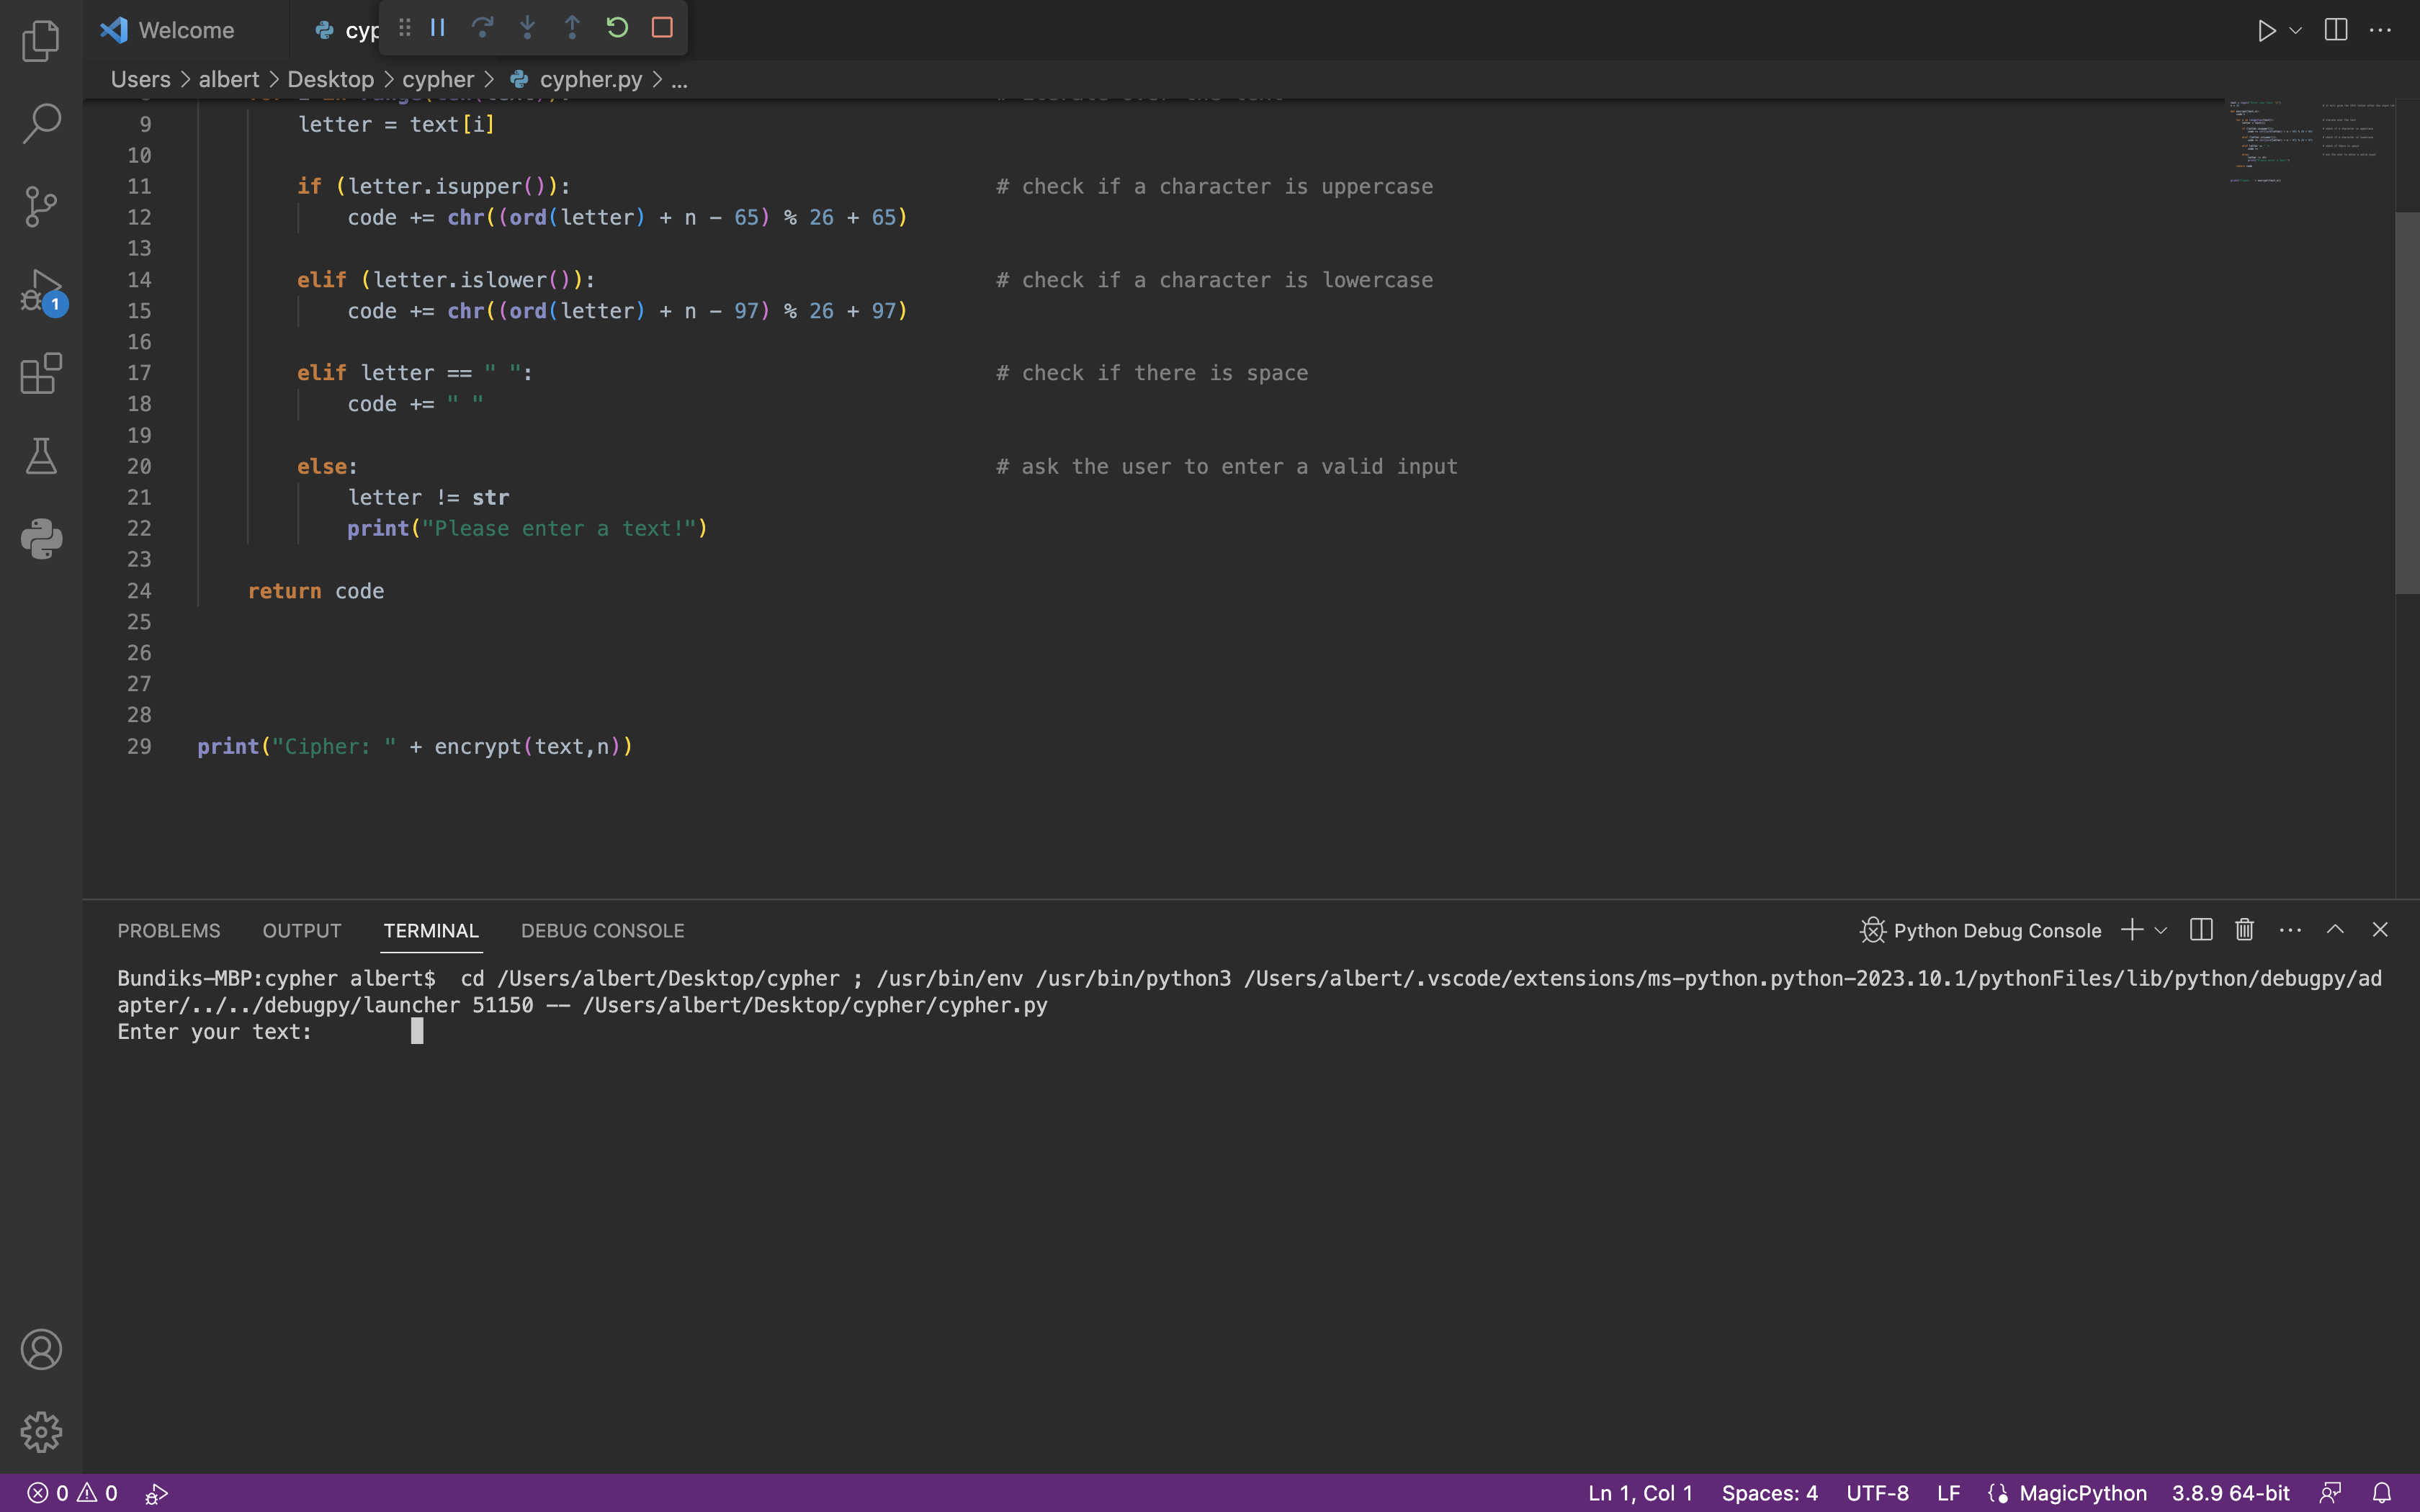 Welcome
cyp
Users > albert > Desktop > cypher > cypher.py > ...
9 letter = text[i]
10
11 if (letter.isupper()): # check if a character is uppercase
12 code += chr((ord(letter) + n - 65) % 26 + 65)
13
14 elif (letter.islower()): # check if a character is lowercase
15 code += chr((ord(letter) + n - 97) % 26 + 97)
16
17 elif letter == " ": # check if there is space
18 code += " "
19
20 else: # ask the user to enter a valid input
21 letter != str
22 print("Please enter a text!")
23
24 return code
25
26
27
28
29 print("Cipher: " + encrypt(text,n))
1
PROBLEMS OUTPUT TERMINAL DEBUG CONSOLE Python Debug Console
Bundiks-MBP:cypher albert$ cd /Users/albert/Desktop/cypher ; /usr/bin/env /usr/bin/python3 /Users/albert/.vscode/extensions/ms-python.python-2023.10.1/pythonFiles/lib/python/debugpy/ad
apter/../../debugpy/launcher 51150 -- /Users/albert/Desktop/cypher/cypher.py
Enter your text:
0 0 Ln 1, Col 1 Spaces: 4 UTF-8 LF MagicPython 3.8.9 64-bit